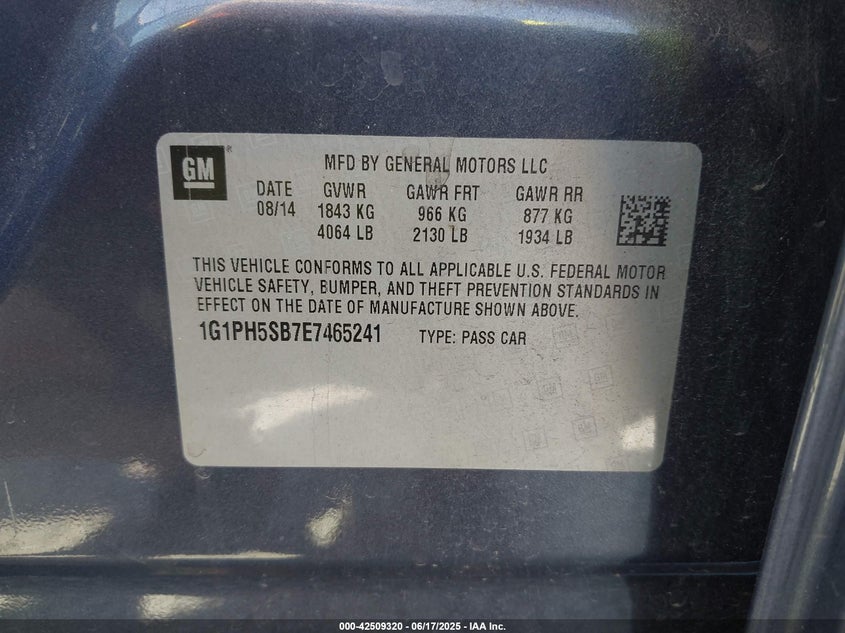 GM
MFD BY GENERAL MOTORS LLC
DATE GVWR GAWR FRT GAWR RR
08/14 1843 KG 966 KG 877 KG
4064 LB 2130 LB 1934 LB
THIS VEHICLE CONFORMS TO ALL APPLICABLE U.S. FEDERAL MOTOR
VEHICLE SAFETY, BUMPER, AND THEFT PREVENTION STANDARDS IN
EFFECT ON THE DATE OF MANUFACTURE SHOWN ABOVE.
1G1PH5SB7E7465241 TYPE: PASS CAR
000-42509320 - 06/17/2025 - IAA Inc.